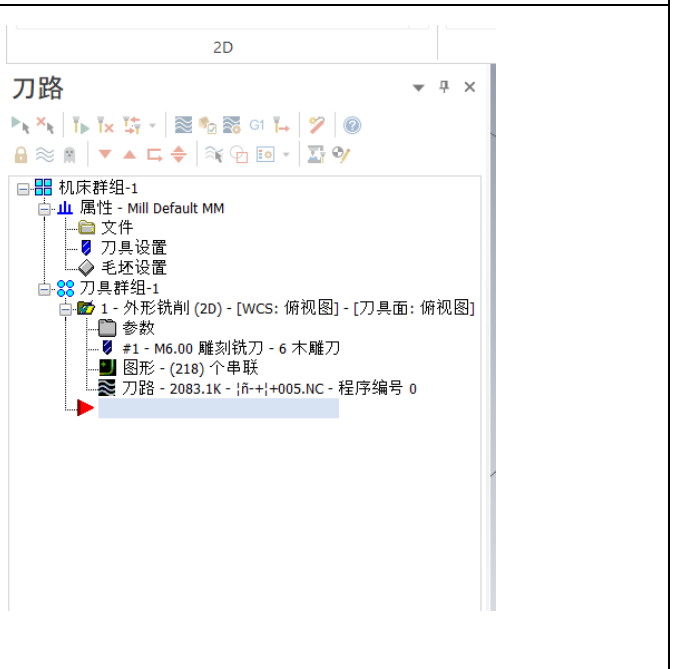 2D
刀路
G1
机床群组-1
属性 - Mill Default MM
文件
刀具设置
毛坯设置
刀具群组-1
1 - 外形铣削 (2D) - [WCS: 俯视图] - [刀具面: 俯视图]
参数
#1 - M6.00 雕刻铣刀 - 6 木雕刀
图形 - (218) 个串联
刀路 - 2083.1K - ¦ñ-+¦+005.NC - 程序编号 0